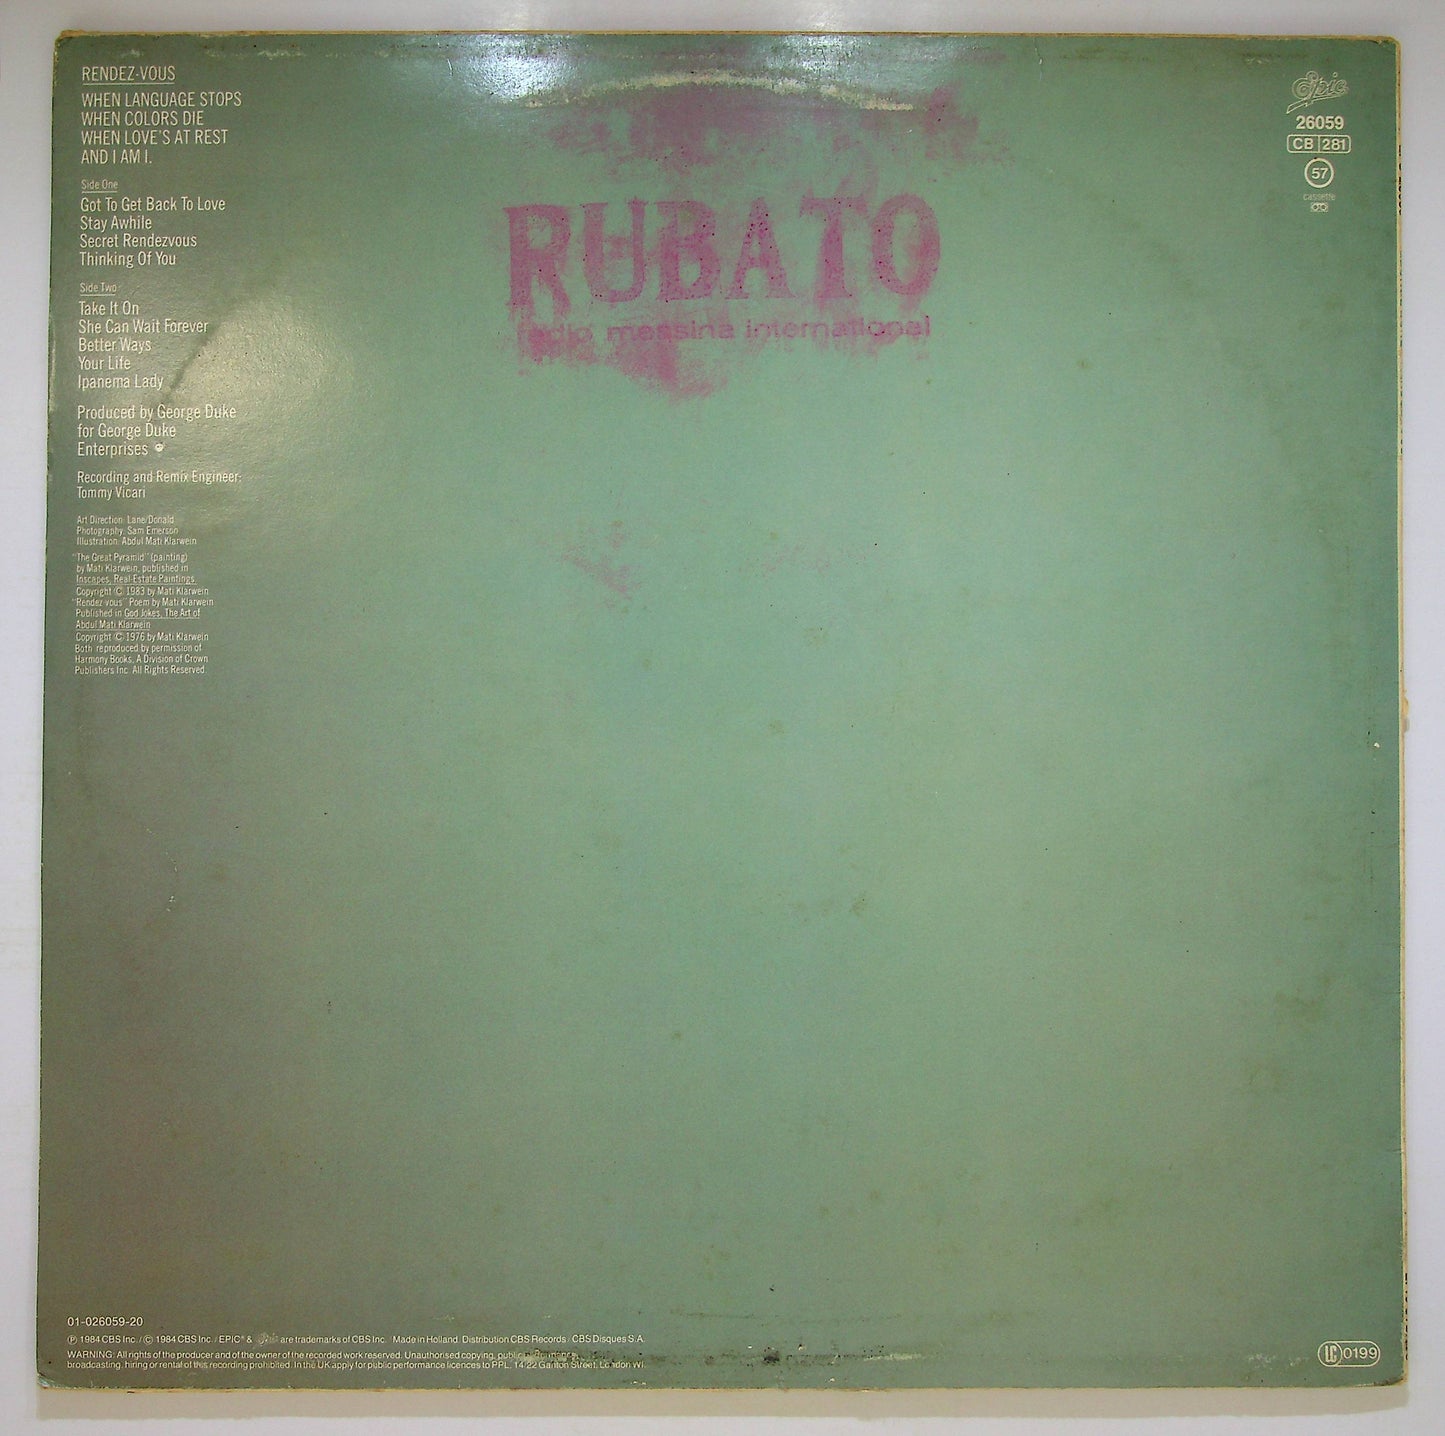 RENDEZ-VOUS
WHEN LANGUAGE STOPS
WHEN COLORS DIE
WHEN LOVE'S AT REST
AND I AM I.
Side One
Got To Get Back To Love
Stay Awhile
Secret Rendezvous
Thinking Of You
Side Two
Take It On
She Can Wait Forever
Better Ways
Your Life
Ipanema Lady
Produced by George Duke
for George Duke
Enterprises
Recording and Remix Engineer:
Tommy Vicari
Art Direction: Lane/Donald
Photography: Sam Emerson
Illustration: Abdul Mati Klarwein
"The Great Pyramid" (painting)
by Mati Klarwein, published in
Inscapes, Real-Estate Paintings.
Copyright © 1983 by Mati Klarwein
"Rendez-vous" Poem by Mati Klarwein
Published in God Jokes, The Art of
Abdul Mati Klarwein
Copyright © 1976 by Mati Klarwein
Both reproduced by permission of
Harmony Books, A Division of Crown
Publishers Inc. All Rights Reserved.
RUBATO
radio messina international
Epic
26059
CB 281
57
cassette
01-026059-20
℗ 1984 CBS Inc. / © 1984 CBS Inc. / EPIC® & Epic are trademarks of CBS Inc. / Made in Holland. Distribution CBS Records / CBS Disques S.A.
WARNING: All rights of the producer and of the owner of the recorded work reserved. Unauthorised copying, public performance,
broadcasting, hiring or rental of this recording prohibited. In the UK apply for public performance licences to PPL, 14/22 Ganton Street, London W1.
LC 0199